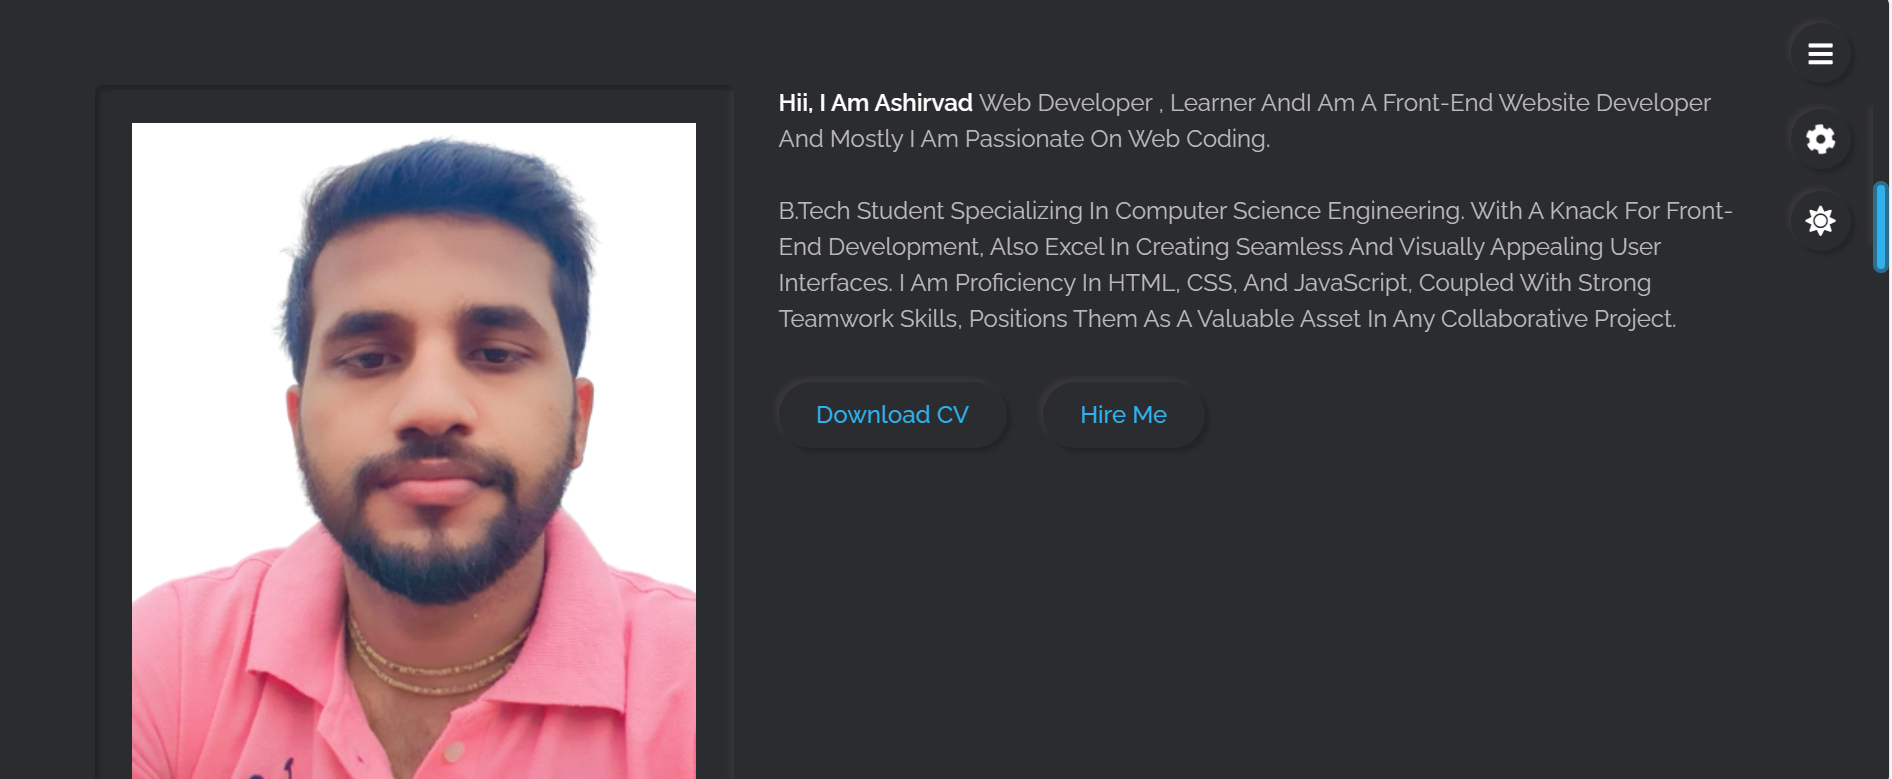 Hii, I Am Ashirvad Web Developer , Learner AndI Am A Front-End Website Developer
And Mostly I Am Passionate On Web Coding.
B.Tech Student Specializing In Computer Science Engineering. With A Knack For Front-
End Development, Also Excel In Creating Seamless And Visually Appealing User
Interfaces. I Am Proficiency In HTML, CSS, And JavaScript, Coupled With Strong
Teamwork Skills, Positions Them As A Valuable Asset In Any Collaborative Project.
Download CV
Hire Me